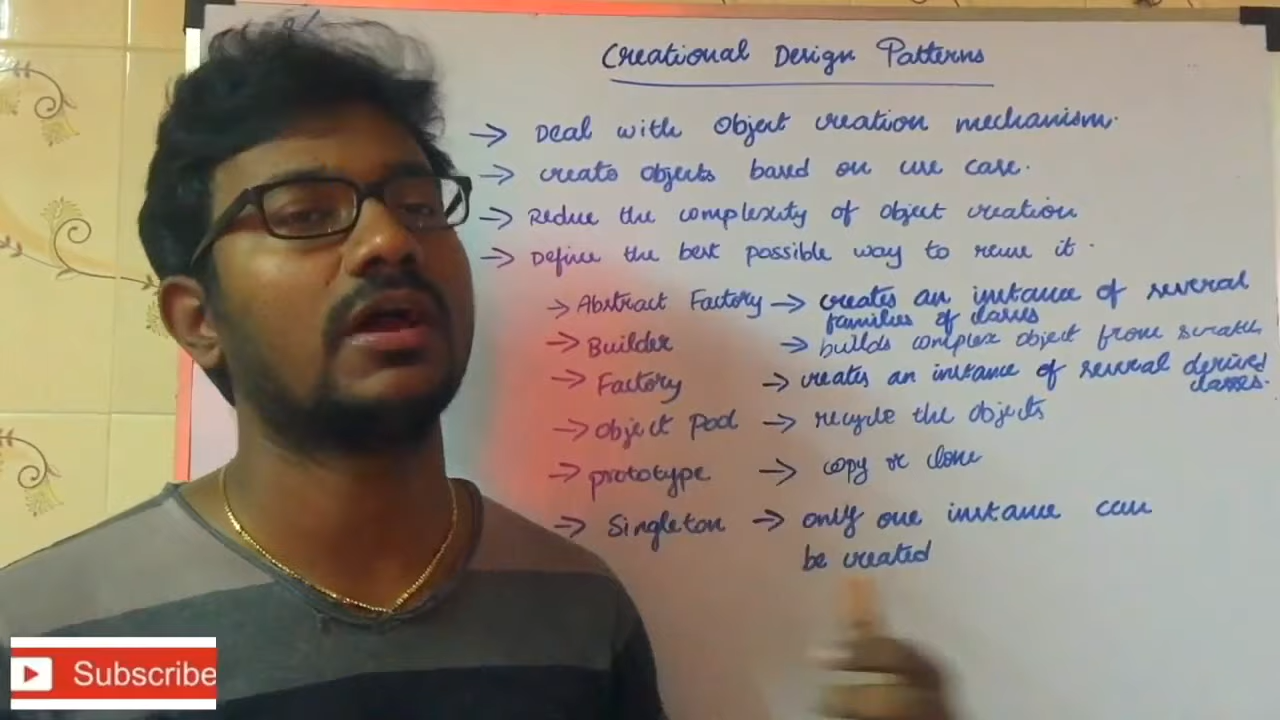 Creational Design Patterns
→ Deal with Object creation mechanism.
→ create objects based on use case.
→ Reduce the complexity of object creation
→ Define the best possible way to reuse it.
→ Abstract Factory → creates an instance of several
families of classes
→ Builder → builds complex object from scratch
→ Factory → creates an instance of several derived
classes.
→ Object Pool → recycle the objects
→ prototype → copy or clone
→ Singleton → only one instance can
be created
Subscribe